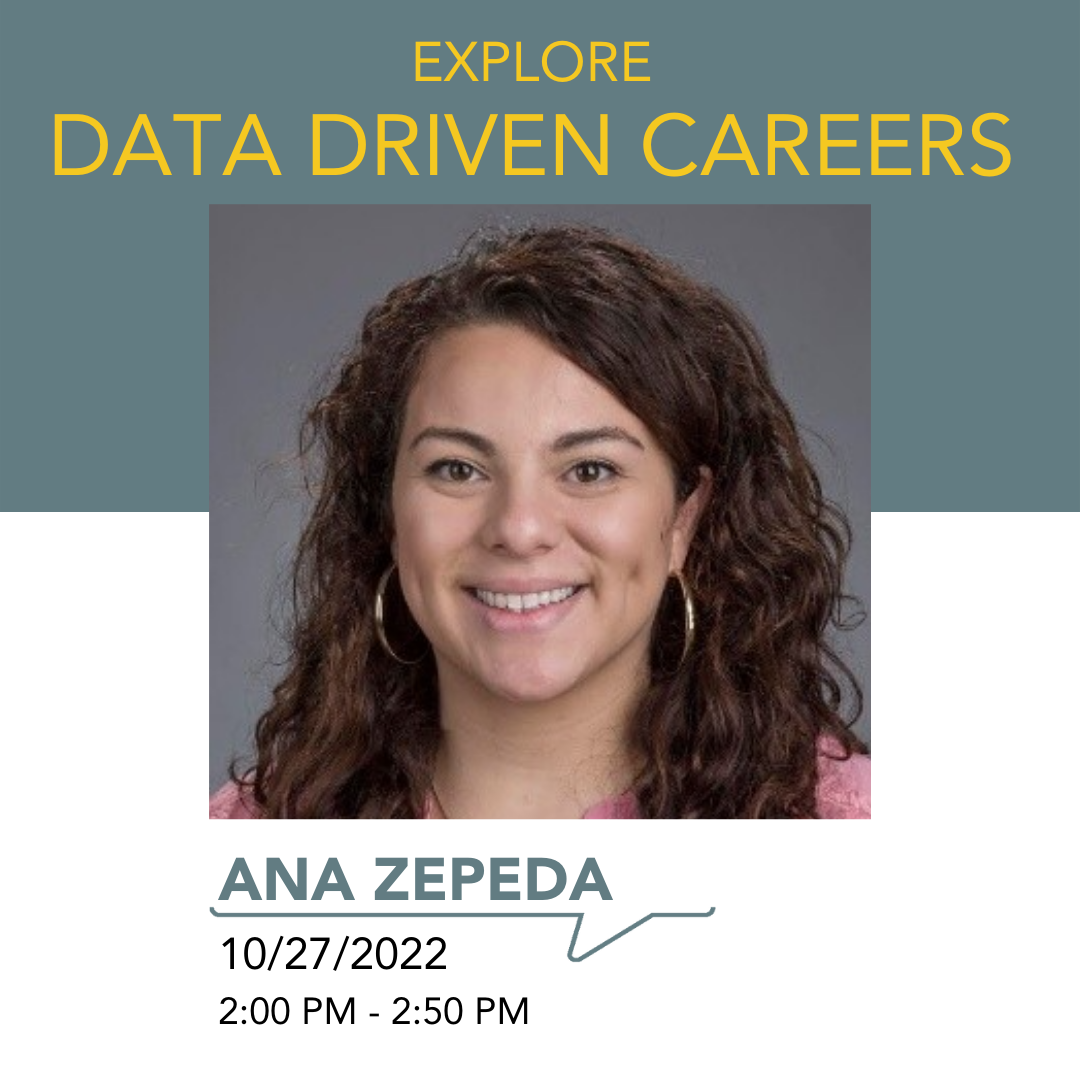 EXPLORE
DATA DRIVEN CAREERS
ANA ZEPEDA
10/27/2022
2:00 PM - 2:50 PM